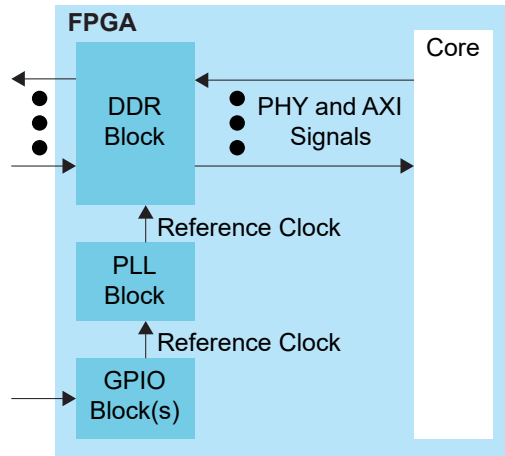 FPGA
Core
DDR
Block
PHY and AXI
Signals
Reference Clock
PLL
Block
Reference Clock
GPIO
Block(s)